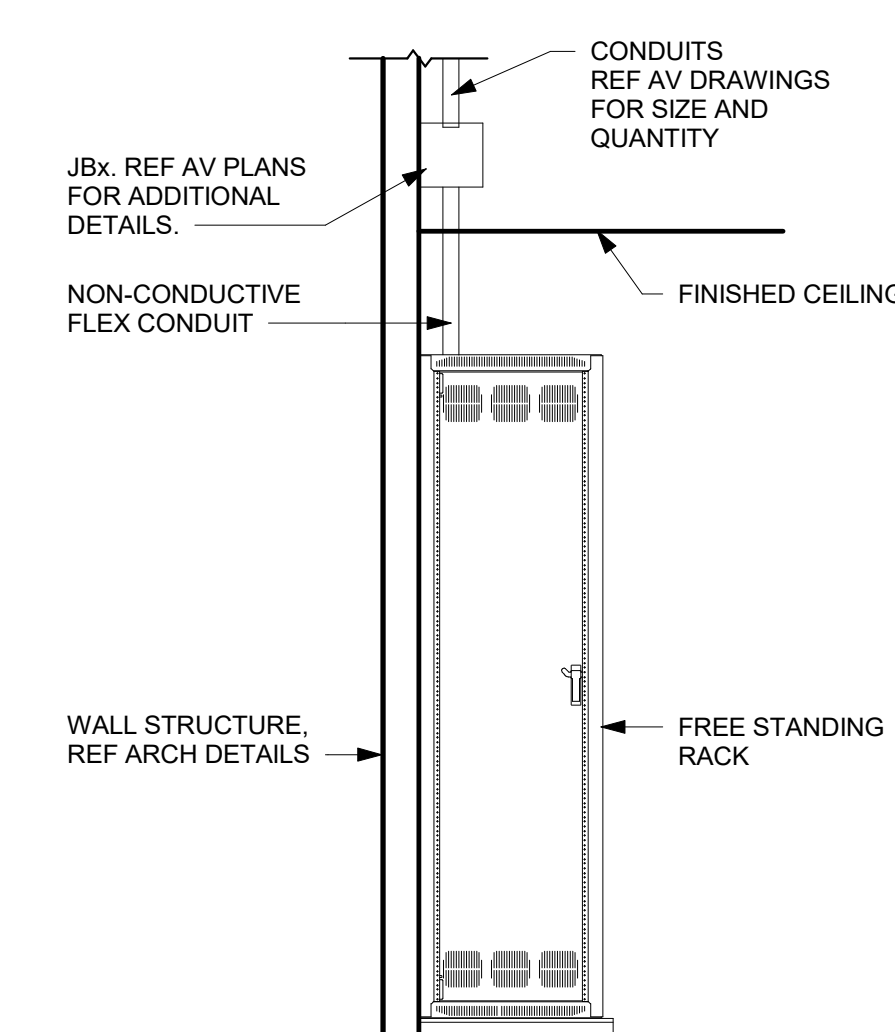 CONDUITS
REF AV DRAWINGS
FOR SIZE AND
QUANTITY
JBx. REF AV PLANS
FOR ADDITIONAL
DETAILS.
NON-CONDUCTIVE
FLEX CONDUIT
FINISHED CEILING
WALL STRUCTURE,
REF ARCH DETAILS
FREE STANDING
RACK